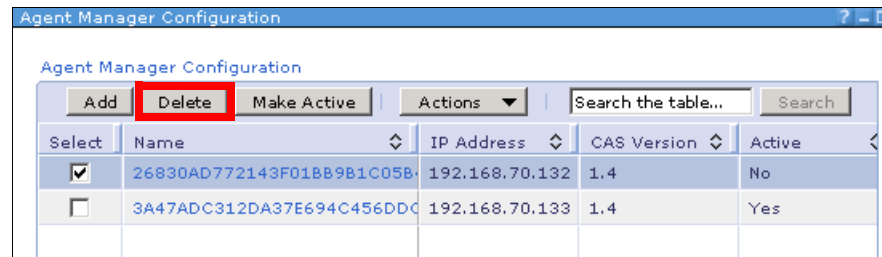 Agent Manager Configuration ? –
Agent Manager Configuration
Add Delete Make Active Actions Search the table... Search
Select Name IP Address CAS Version Active
26830AD772143F01BB9B1C05B 192.168.70.132 1.4 No
3A47ADC312DA37E694C456DDC 192.168.70.133 1.4 Yes